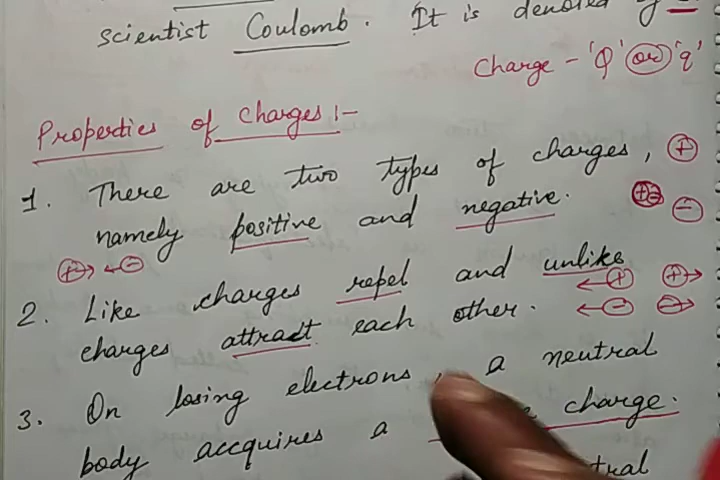 scientist Coulomb. It is denoted
Charge - 'Q' or 'q'
Properties of Charges :-
1. There are two types of charges, +
namely positive and negative. -
+ -
2. Like charges repel and unlike + +
charges attract each other. - -
3. On losing electrons, a neutral
body accquires a charge.